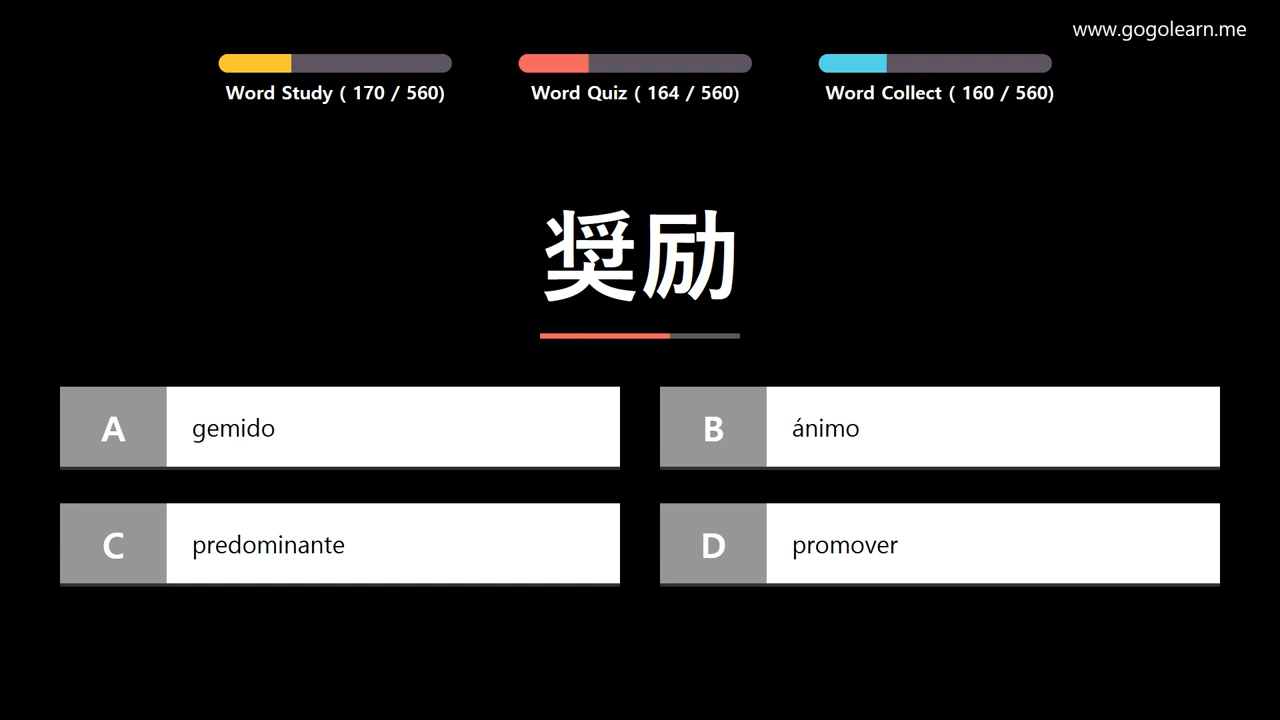 www.gogolearn.me
Word Study ( 170 / 560)
Word Quiz ( 164 / 560)
Word Collect ( 160 / 560)
奨励
A gemido
B ánimo
C predominante
D promover